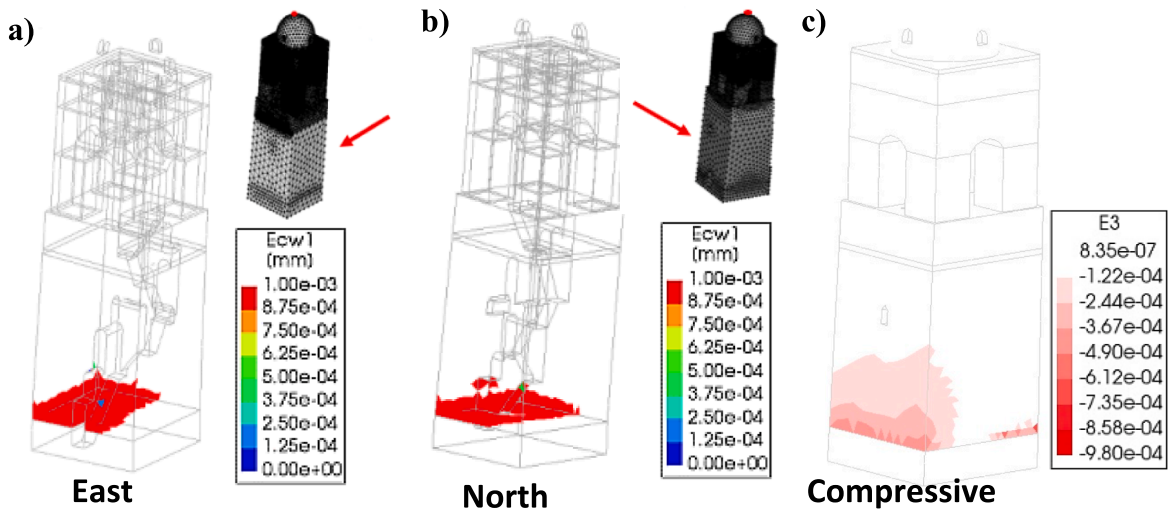 a)
b)
c)
Ecw1
(mm)
1.00e-03
8.75e-04
7.50e-04
6.25e-04
5.00e-04
3.75e-04
2.50e-04
1.25e-04
0.00e+00
Ecw1
(mm)
1.00e-03
8.75e-04
7.50e-04
6.25e-04
5.00e-04
3.75e-04
2.50e-04
1.25e-04
0.00e+00
E3
8.35e-07
-1.22e-04
-2.44e-04
-3.67e-04
-4.90e-04
-6.12e-04
-7.35e-04
-8.58e-04
-9.80e-04
East
North
Compressive